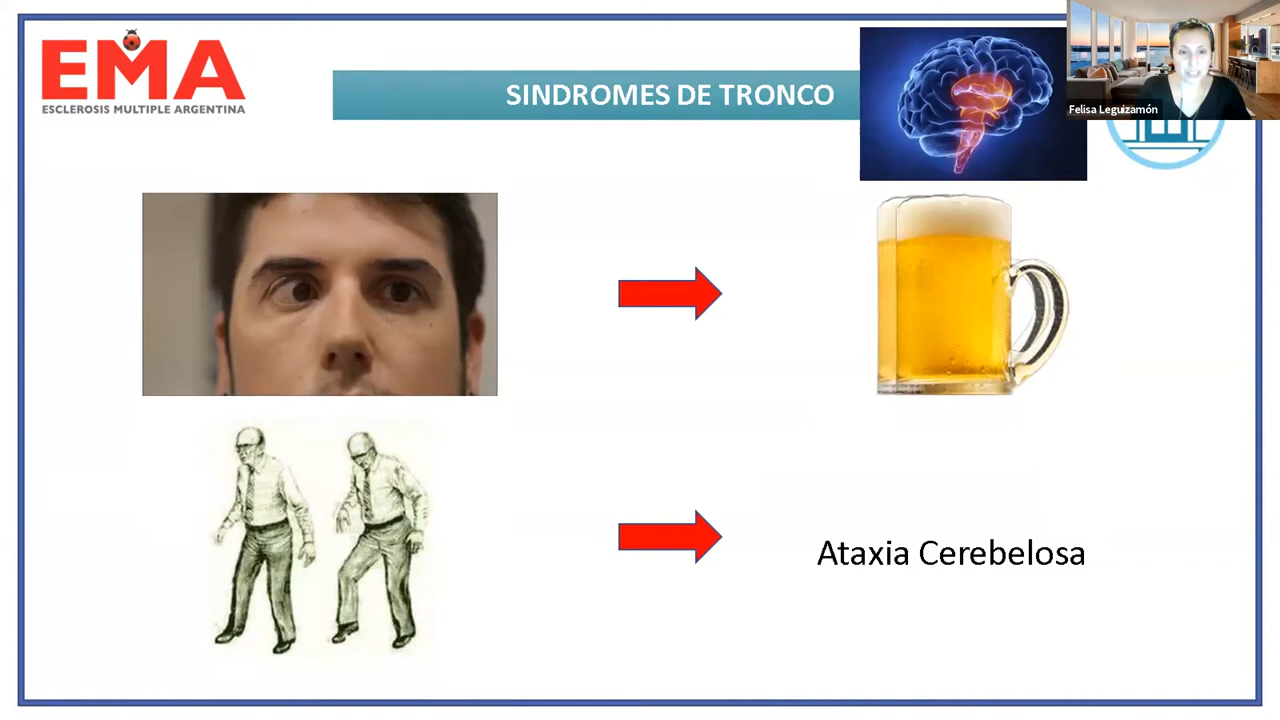 EMA
ESCLEROSIS MULTIPLE ARGENTINA
SINDROMES DE TRONCO
Felisa Leguizamón
Ataxia Cerebelosa